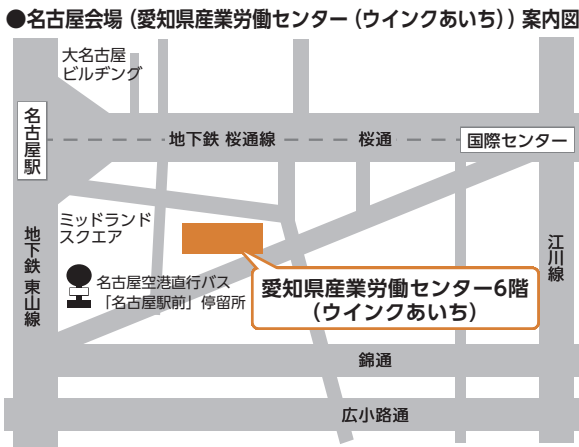 ●名古屋会場（愛知県産業労働センター（ウインクあいち））案内図
大名古屋
ビルヂング
名古屋駅
地下鉄 桜通線
桜通
国際センター
ミッドランド
スクエア
地下鉄 東山線
江川線
名古屋空港直行バス
「名古屋駅前」停留所
愛知県産業労働センター6階
（ウインクあいち）
錦通
広小路通